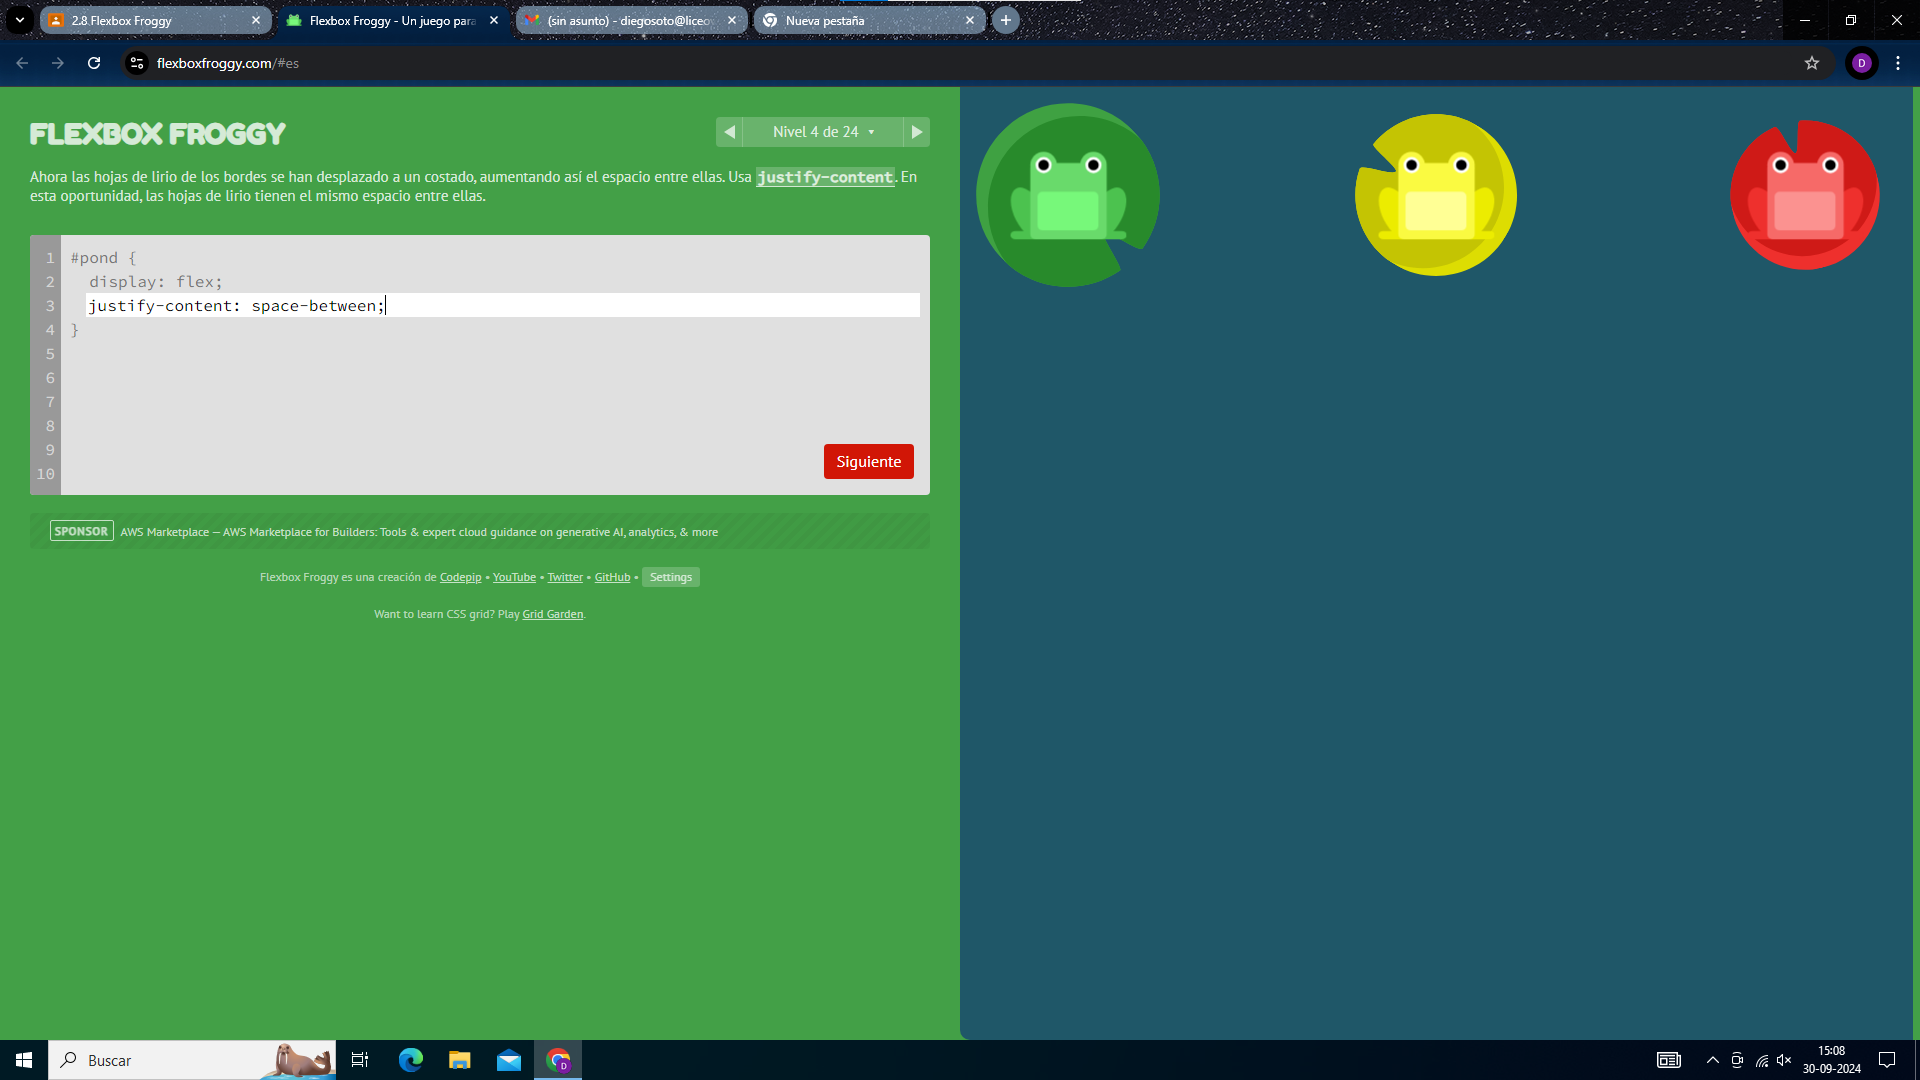 2.8 Flexbox Froggy
Flexbox Froggy - Un juego para
(sin asunto) - diegosoto@liceov
Nueva pestaña
flexboxfroggy.com/#es
D
FLEXBOX FROGGY
Nivel 4 de 24
Ahora las hojas de lirio de los bordes se han desplazado a un costado, aumentando así el espacio entre ellas. Usa justify-content. En
esta oportunidad, las hojas de lirio tienen el mismo espacio entre ellas.
1 #pond {
2 display: flex;
3 justify-content: space-between;
4 }
5
6
7
8
9
10
Siguiente
SPONSOR AWS Marketplace — AWS Marketplace for Builders: Tools & expert cloud guidance on generative AI, analytics, & more
Flexbox Froggy es una creación de Codepip • YouTube • Twitter • GitHub • Settings
Want to learn CSS grid? Play Grid Garden.
Buscar
D
15:08
30-09-2024